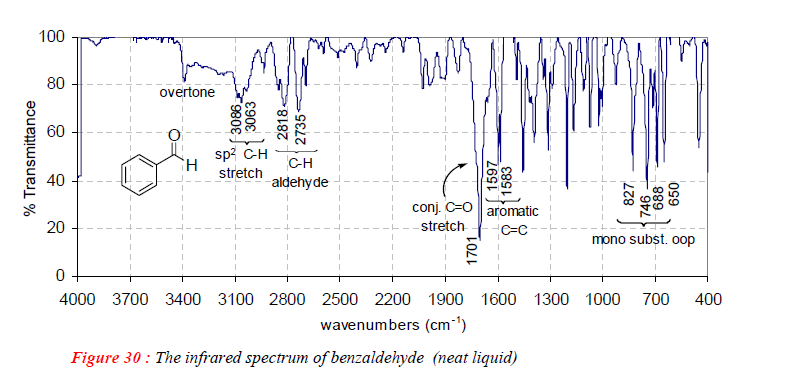 100
80
60
40
20
0
% Transmittance
overtone
3086
3063
sp2 C-H
stretch
2818
2735
C-H
aldehyde
O
H
conj. C=O
stretch
1701
1597
1583
aromatic
C=C
827
746
688
650
mono subst. oop
4000 3700 3400 3100 2800 2500 2200 1900 1600 1300 1000 700 400
wavenumbers (cm-1)
Figure 30 : The infrared spectrum of benzaldehyde (neat liquid)